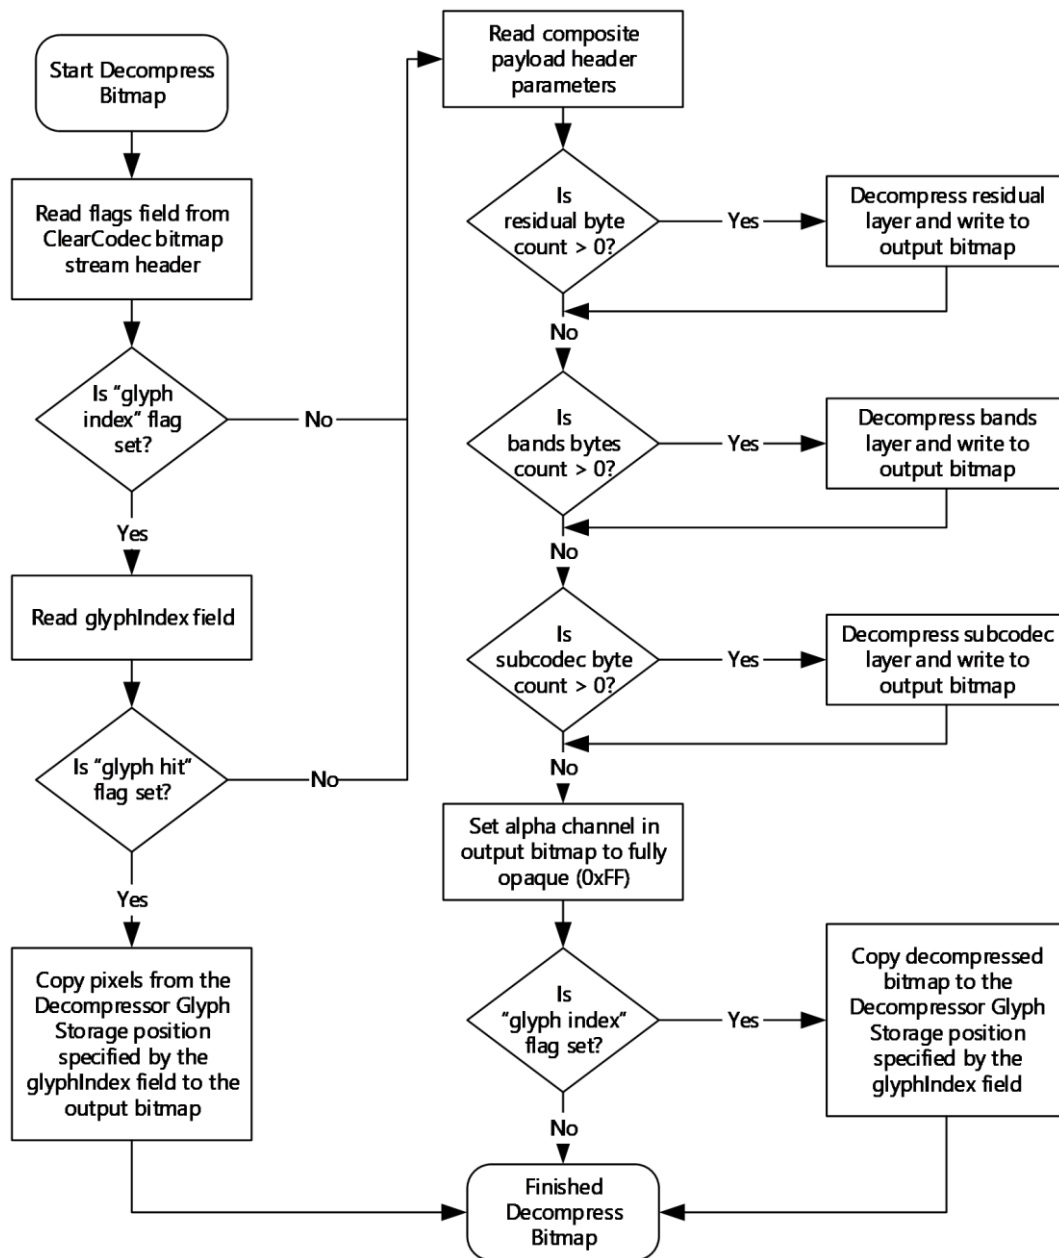 Start Decompress
Bitmap
Read flags field from
ClearCodec bitmap
stream header
Is “glyph
index” flag
set?
No
Yes
Read glyphIndex field
Is “glyph hit”
flag set?
No
Yes
Copy pixels from the
Decompressor Glyph
Storage position
specified by the
glyphIndex field to the
output bitmap
Read composite
payload header
parameters
Is
residual byte
count > 0?
Yes
Decompress residual
layer and write to
output bitmap
No
Is
bands bytes
count > 0?
Yes
Decompress bands
layer and write to
output bitmap
No
Is
subcodec byte
count > 0?
Yes
Decompress subcodec
layer and write to
output bitmap
No
Set alpha channel in
output bitmap to fully
opaque (0xFF)
Is
“glyph index”
flag set?
Yes
Copy decompressed
bitmap to the
Decompressor Glyph
Storage position
specified by the
glyphIndex field
No
Finished
Decompress
Bitmap